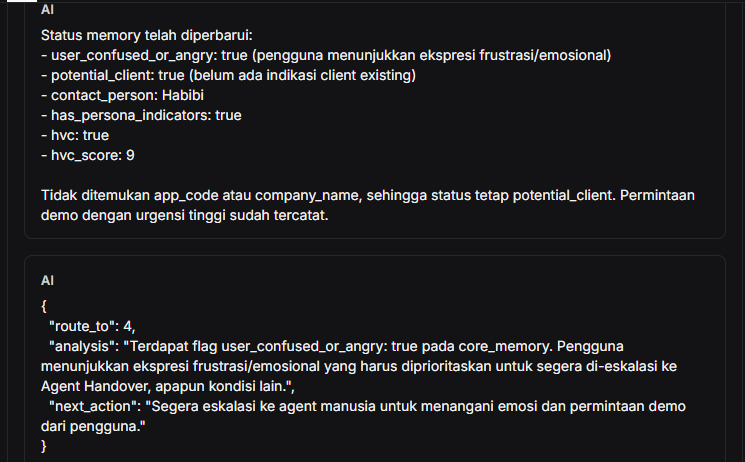 AI
Status memory telah diperbarui:
- user_confused_or_angry: true (pengguna menunjukkan ekspresi frustrasi/emosional)
- potential_client: true (belum ada indikasi client existing)
- contact_person: Habibi
- has_persona_indicators: true
- hvc: true
- hvc_score: 9
Tidak ditemukan app_code atau company_name, sehingga status tetap potential_client. Permintaan
demo dengan urgensi tinggi sudah tercatat.
AI
{
"route_to": 4,
"analysis": "Terdapat flag user_confused_or_angry: true pada core_memory. Pengguna
menunjukkan ekspresi frustrasi/emosional yang harus diprioritaskan untuk segera di-eskalasi ke
Agent Handover, apapun kondisi lain.",
"next_action": "Segera eskalasi ke agent manusia untuk menangani emosi dan permintaan demo
dari pengguna."
}